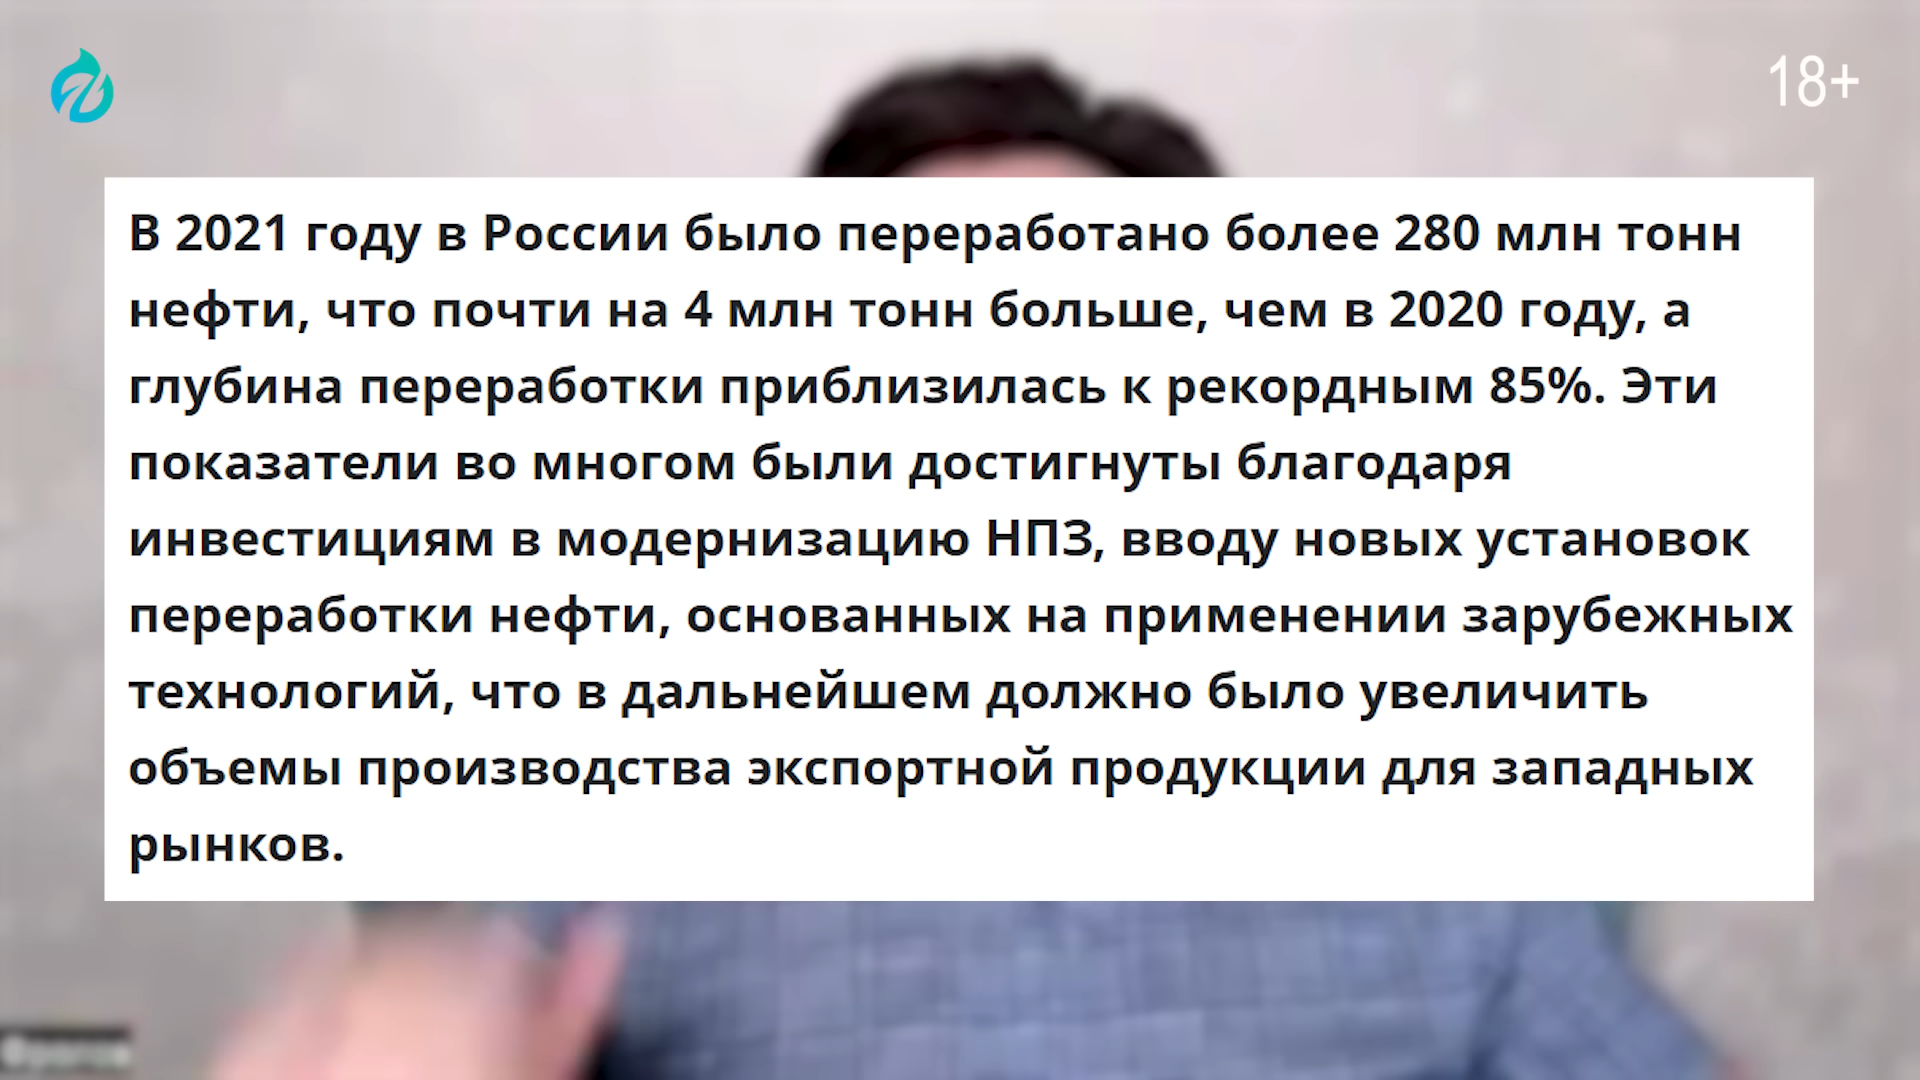 18+
В 2021 году в России было переработано более 280 млн тонн
нефти, что почти на 4 млн тонн больше, чем в 2020 году, а
глубина переработки приблизилась к рекордным 85%. Эти
показатели во многом были достигнуты благодаря
инвестициям в модернизацию НПЗ, вводу новых установок
переработки нефти, основанных на применении зарубежных
технологий, что в дальнейшем должно было увеличить
объемы производства экспортной продукции для западных
рынков.